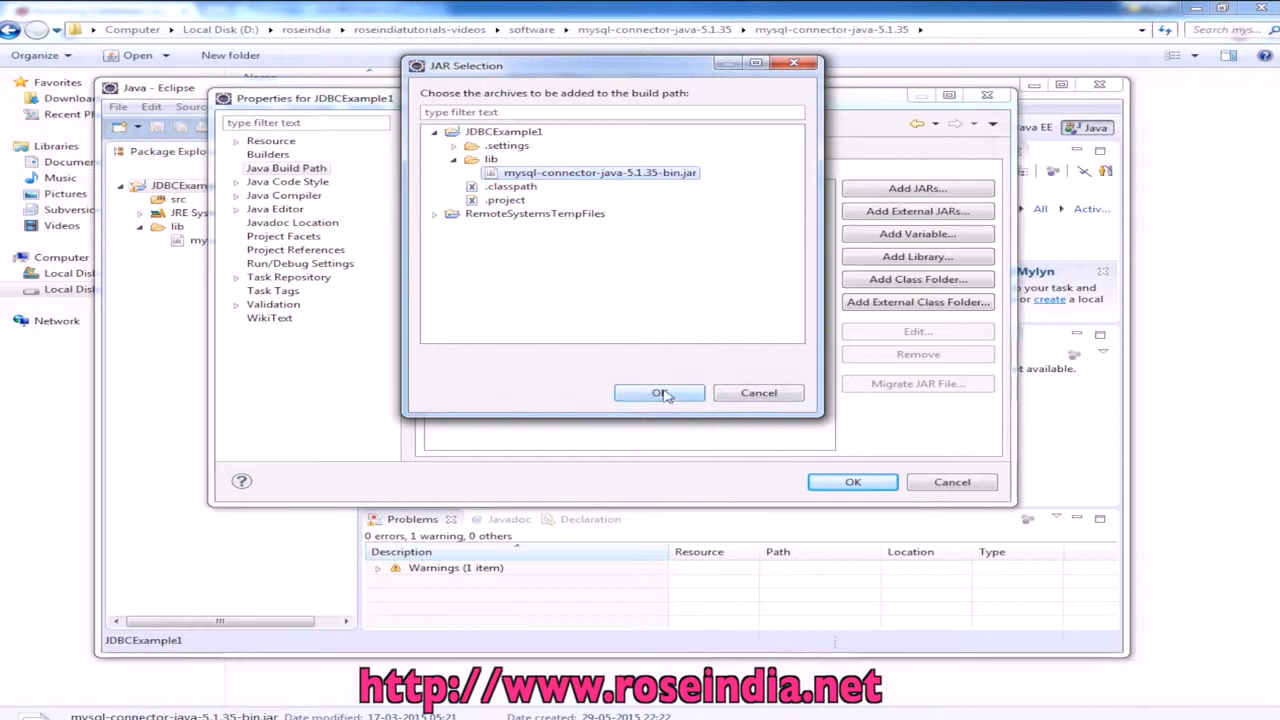 Computer ▸ Local Disk (D:) ▸ roseindia ▸ roseindiatutorials-videos ▸ software ▸ mysql-connector-java-5.1.35 ▸ mysql-connector-java-5.1.35 ▸
Search mys...
Organize
Open
New folder
Favorites
Libraries
Music
Pictures
Videos
Computer
Network
Java - Eclipse
File Edit
Package
src
lib
JDBCExample1
Properties for JDBCExample1
type filter text
Resource
Builders
Java Build Path
Java Code Style
Java Compiler
Java Editor
Javadoc Location
Project Facets
Project References
Run/Debug Settings
Task Repository
Task Tags
Validation
WikiText
JAR Selection
Choose the archives to be added to the build path:
type filter text
JDBCExample1
.settings
lib
mysql-connector-java-5.1.35-bin.jar
.classpath
.project
RemoteSystemsTempFiles
OK
Cancel
Add JARs...
Add External JARs...
Add Variable...
Add Library...
Add Class Folder...
Add External Class Folder...
Edit...
Remove
Migrate JAR File...
OK
Cancel
Java EE
Java
All
Activ...
Mylyn
your task and
create a local
available.
Problems
@ Javadoc
Declaration
0 errors, 1 warning, 0 others
Description
Resource
Path
Location
Type
Warnings (1 item)
http://www.roseindia.net
mysql-connector-java-5.1.35-bin.jar Date modified: 17-03-2015 05:21 Date created: 29-05-2015 22:22